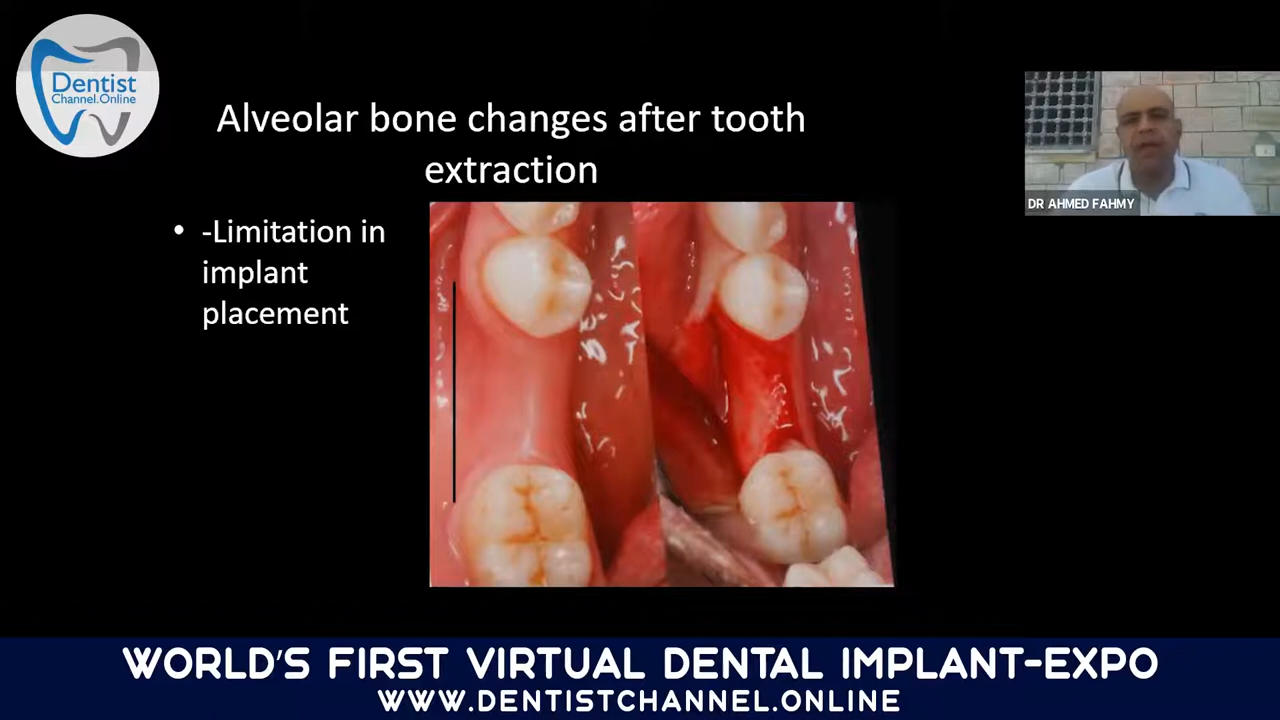 Dentist
Channel.Online
Alveolar bone changes after tooth
extraction
DR AHMED FAHMY
• -Limitation in
implant
placement
WORLD'S FIRST VIRTUAL DENTAL IMPLANT-EXPO
WWW.DENTISTCHANNEL.ONLINE